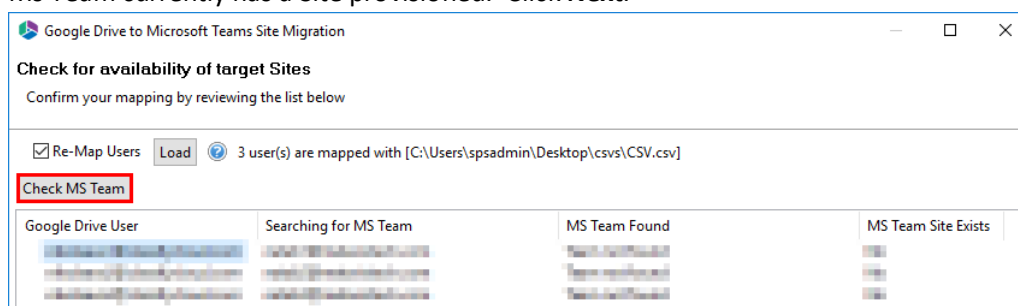 MS Team currently has a site provisioned. Click Next.
Google Drive to Microsoft Teams Site Migration
Check for availability of target Sites
Confirm your mapping by reviewing the list below
Re-Map Users Load 3 user(s) are mapped with [C:\Users\spsadmin\Desktop\csvs\CSV.csv]
Check MS Team
Google Drive User Searching for MS Team MS Team Found MS Team Site Exists